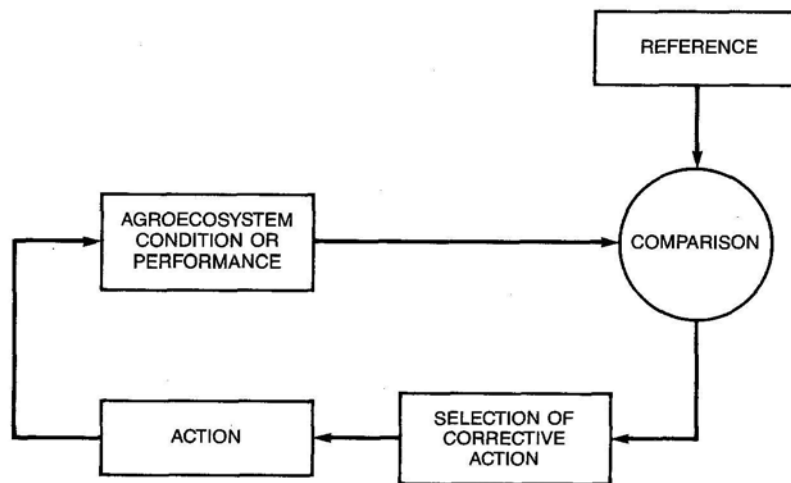 REFERENCE
AGROECOSYSTEM
CONDITION OR
PERFORMANCE
COMPARISON
ACTION
SELECTION OF
CORRECTIVE
ACTION